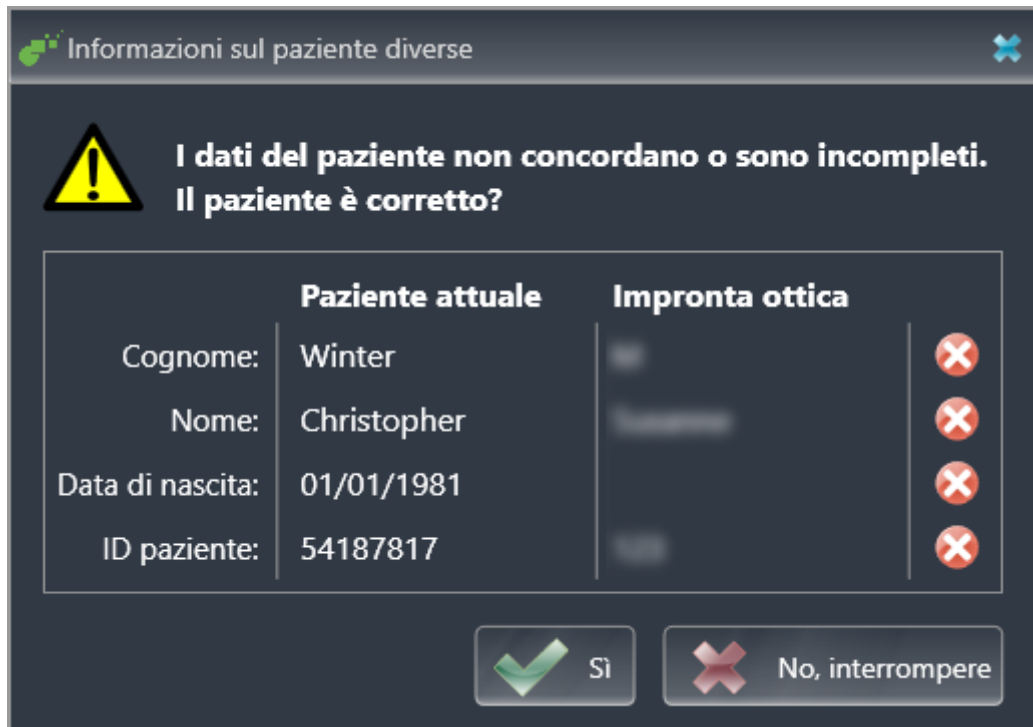 Informazioni sul paziente diverse
I dati del paziente non concordano o sono incompleti.
Il paziente è corretto?
Paziente attuale Impronta ottica
Cognome: Winter
Nome: Christopher
Data di nascita: 01/01/1981
ID paziente: 54187817
Sì No, interrompere